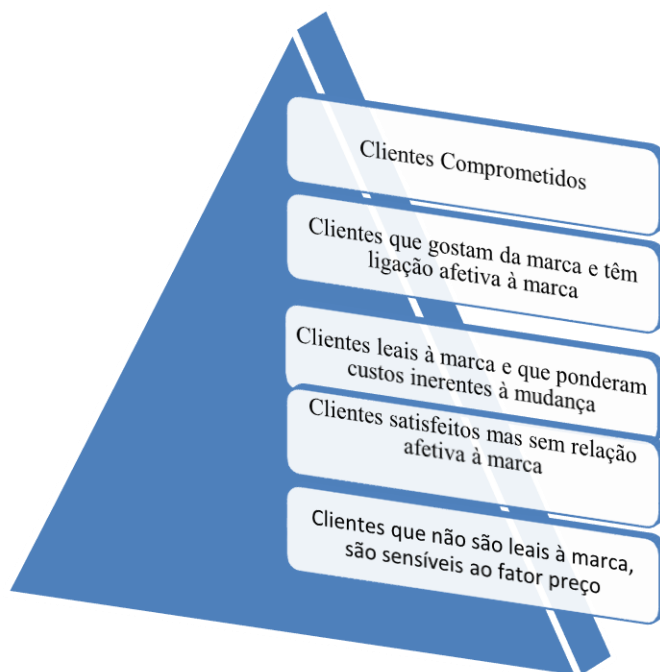 Clientes Comprometidos
Clientes que gostam da marca e têm
ligação afetiva à marca
Clientes leais à marca e que ponderam
custos inerentes à mudança
Clientes satisfeitos mas sem relação
afetiva à marca
Clientes que não são leais à marca,
são sensíveis ao fator preço